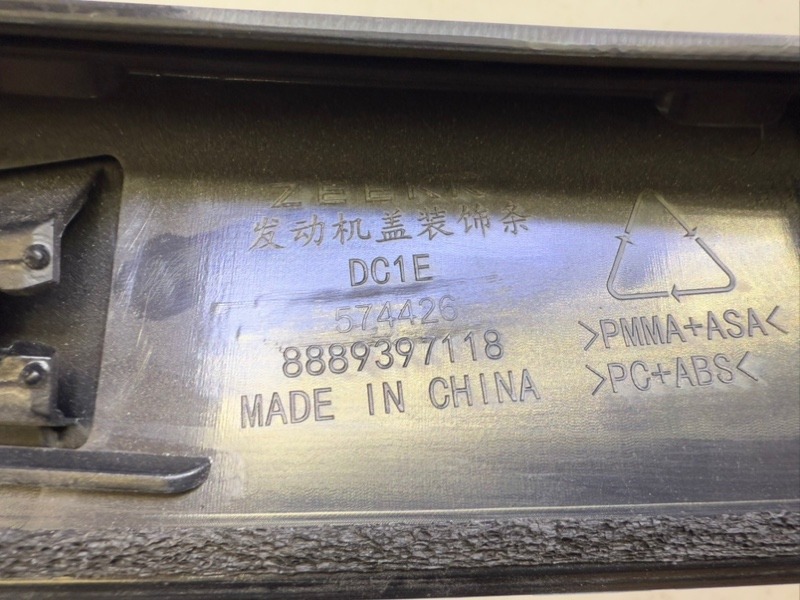 ZEEKR
发动机盖装饰条
DC1E
574426
8889397118
MADE IN CHINA
>PMMA+ASA<
>PC+ABS<